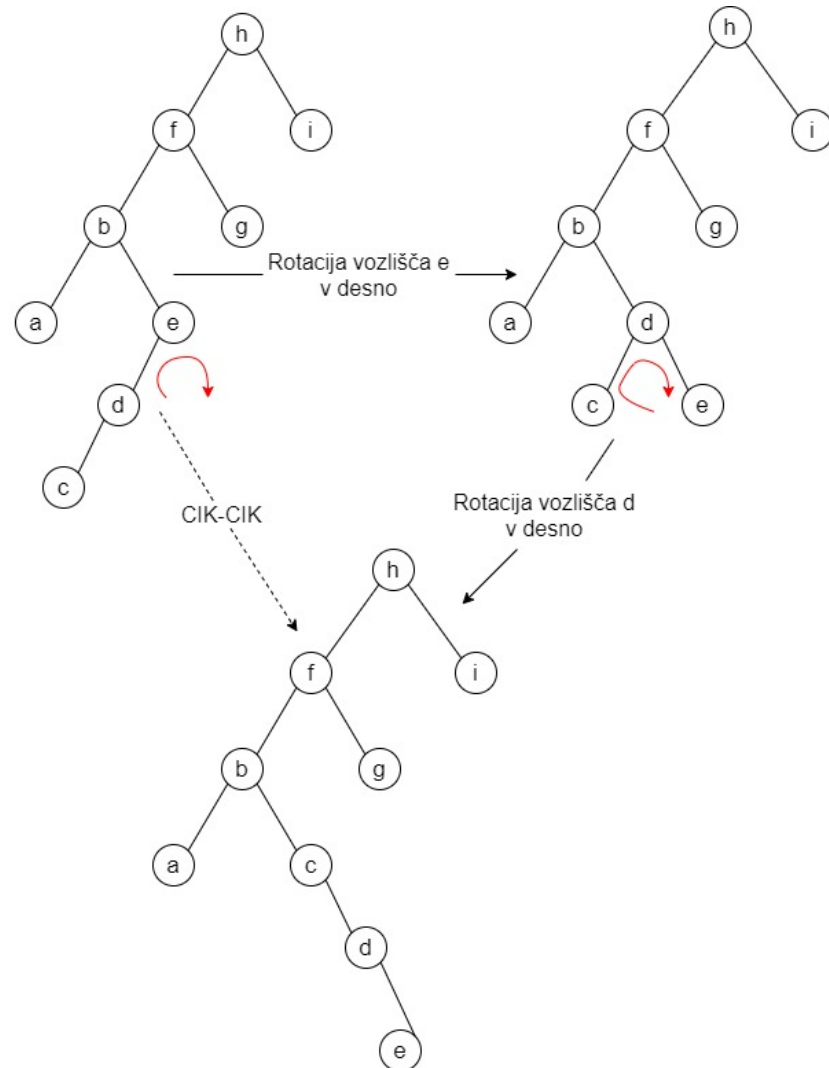 h
h
f
i
f
i
b
g
b
g
Rotacija vozlišča e
v desno
a
e
a
d
d
c
e
c
CIK-CIK
Rotacija vozlišča d
v desno
h
f
i
b
g
a
c
d
e